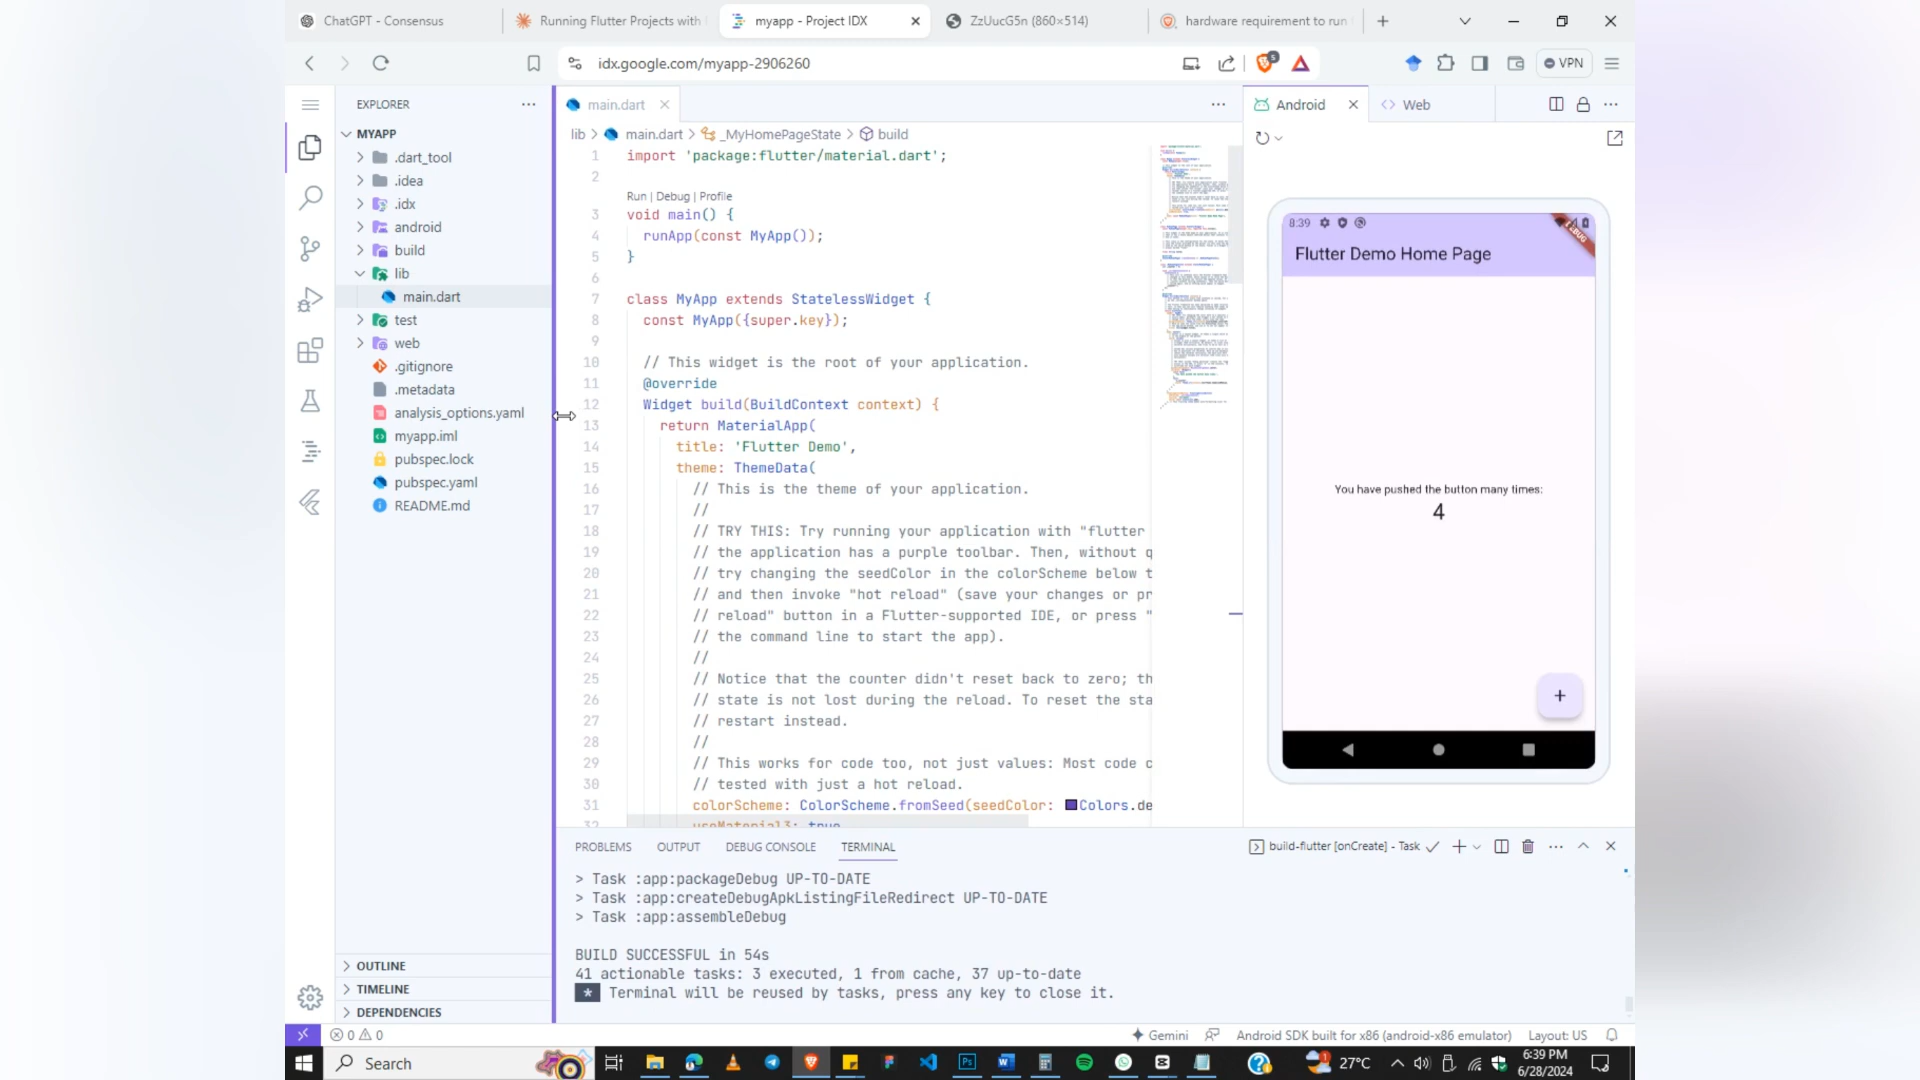 ChatGPT - Consensus
Running Flutter Projects with
myapp - Project IDX
ZzUucG5n (860×514)
hardware requirement to run
idx.google.com/myapp-2906260
VPN
EXPLORER
MYAPP
.dart_tool
.idea
.idx
android
build
lib
main.dart
test
web
.gitignore
.metadata
analysis_options.yaml
myapp.iml
pubspec.lock
pubspec.yaml
README.md
OUTLINE
TIMELINE
DEPENDENCIES
main.dart
lib > main.dart > _MyHomePageState > build
1 import 'package:flutter/material.dart';
2
Run | Debug | Profile
3 void main() {
4 runApp(const MyApp());
5 }
6
7 class MyApp extends StatelessWidget {
8 const MyApp({super.key});
9
10 // This widget is the root of your application.
11 @override
12 Widget build(BuildContext context) {
13 return MaterialApp(
14 title: 'Flutter Demo',
15 theme: ThemeData(
16 // This is the theme of your application.
17 //
18 // TRY THIS: Try running your application with "flutter
19 // the application has a purple toolbar. Then, without q
20 // try changing the seedColor in the colorScheme below t
21 // and then invoke "hot reload" (save your changes or pr
22 // reload" button in a Flutter-supported IDE, or press "
23 // the command line to start the app).
24 //
25 // Notice that the counter didn't reset back to zero; th
26 // state is not lost during the reload. To reset the sta
27 // restart instead.
28 //
29 // This works for code too, not just values: Most code c
30 // tested with just a hot reload.
31 colorScheme: ColorScheme.fromSeed(seedColor: Colors.de
32 useMaterial3: true
Android
Web
8:39
DEBUG
Flutter Demo Home Page
You have pushed the button many times:
4
+
PROBLEMS OUTPUT DEBUG CONSOLE TERMINAL
build-flutter [onCreate] - Task
> Task :app:packageDebug UP-TO-DATE
> Task :app:createDebugApkListingFileRedirect UP-TO-DATE
> Task :app:assembleDebug
BUILD SUCCESSFUL in 54s
41 actionable tasks: 3 executed, 1 from cache, 37 up-to-date
* Terminal will be reused by tasks, press any key to close it.
0 0
Gemini
Android SDK built for x86 (android-x86 emulator)
Layout: US
Search
27°C
6:39 PM
6/28/2024